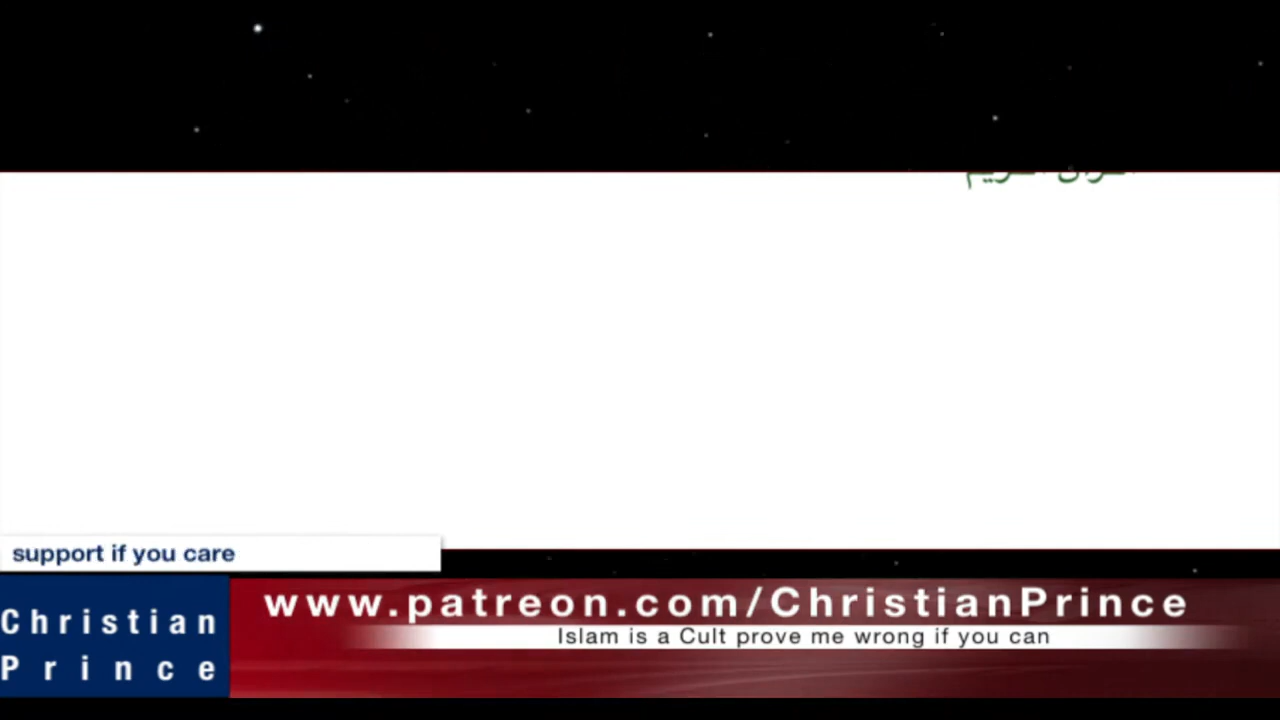 support if you care
Christian
Prince
www.patreon.com/ChristianPrince
Islam is a Cult prove me wrong if you can